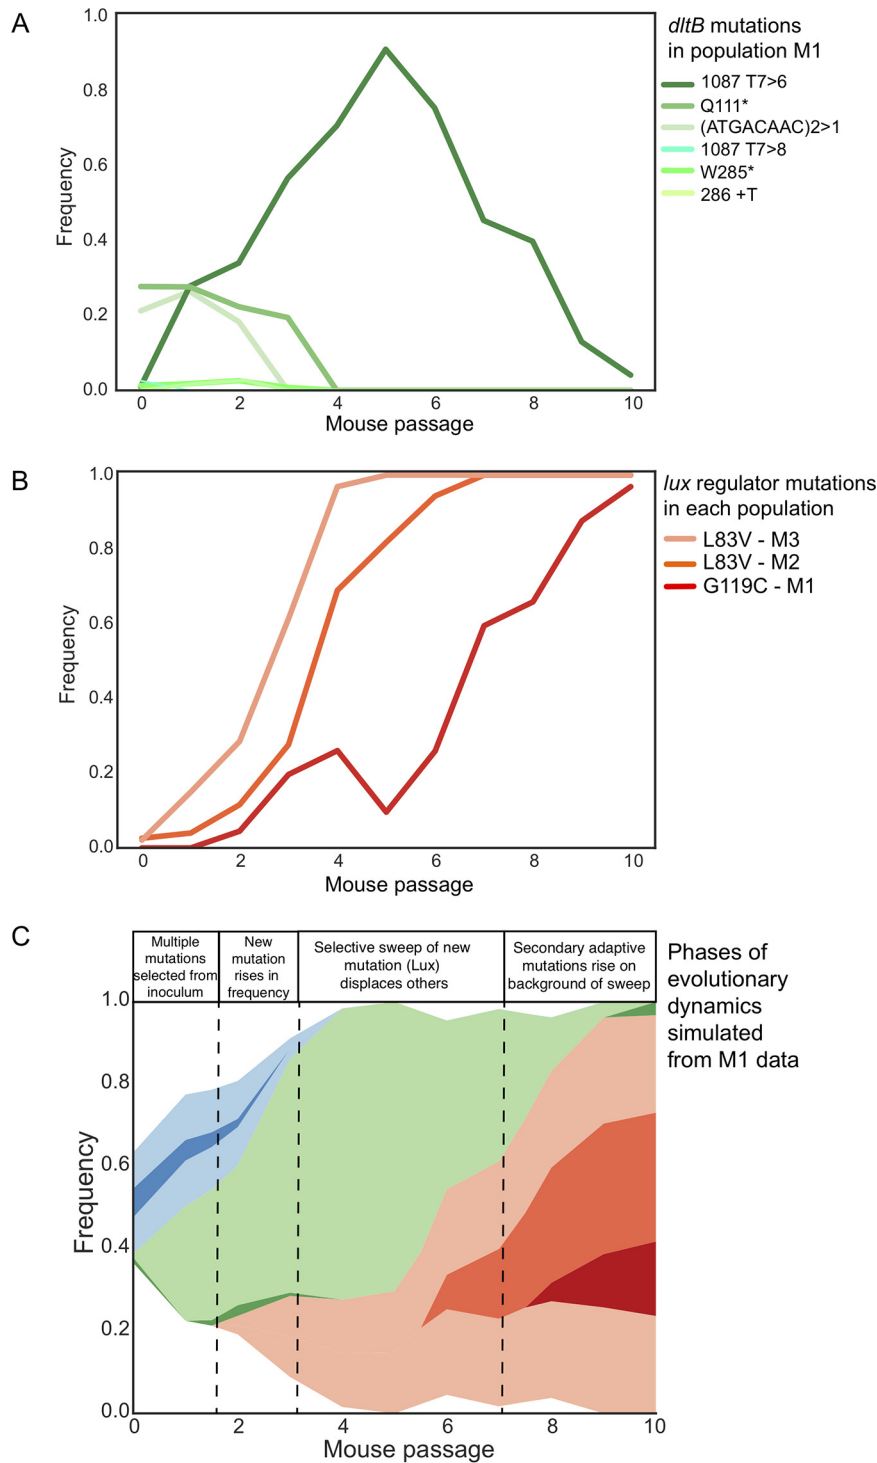 A
dltB mutations
in population M1
1087 T7>6
Q111*
(ATGACAAC)2>1
1087 T7>8
W285*
286 +T
Frequency
1.0
0.8
0.6
0.4
0.2
0.0
0 2 4 6 8 10
Mouse passage
B
lux regulator mutations
in each population
L83V - M3
L83V - M2
G119C - M1
Frequency
1.0
0.8
0.6
0.4
0.2
0.0
0 2 4 6 8 10
Mouse passage
C
Multiple
mutations
selected from
inoculum
New
mutation
rises in
frequency
Selective sweep of new
mutation (Lux)
displaces others
Secondary adaptive
mutations rise on
background of sweep
Phases of
evolutionary
dynamics
simulated
from M1 data
Frequency
1.0
0.8
0.6
0.4
0.2
0.0
0 2 4 6 8 10
Mouse passage